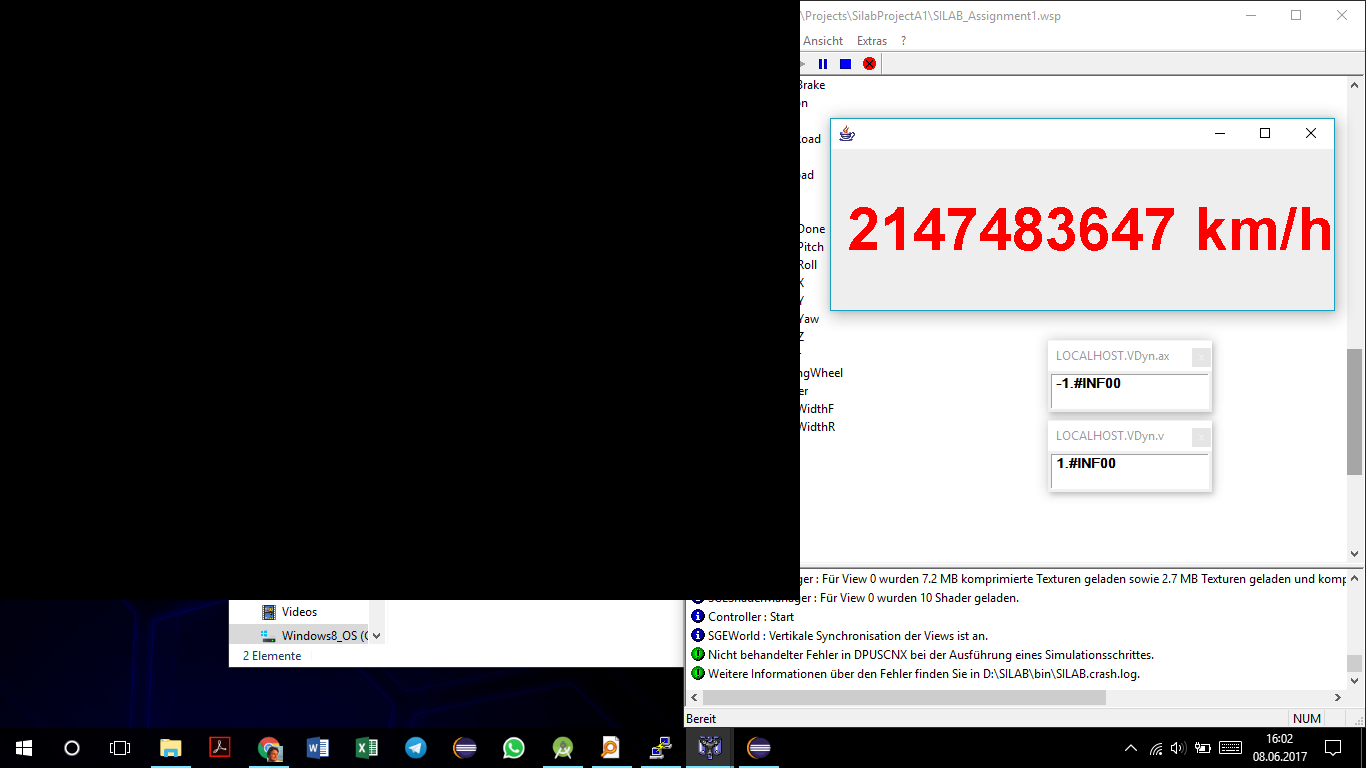 \Projects\SilabProjectA1\SILAB_Assignment1.wsp
Ansicht Extras ?
Brake
on
Load
oad
Done
Pitch
Roll
X
Y
Yaw
Z
ngWheel
er
WidthF
WidthR
2147483647 km/h
LOCALHOST.VDyn.ax
-1.#INF00
LOCALHOST.VDyn.v
1.#INF00
ger : Für View 0 wurden 7.2 MB komprimierte Texturen geladen sowie 2.7 MB Texturen geladen und komp
SGEShaderManager : Für View 0 wurden 10 Shader geladen.
Controller : Start
SGEWorld : Vertikale Synchronisation der Views ist an.
Nicht behandelter Fehler in DPUSCNX bei der Ausführung eines Simulationsschrittes.
Weitere Informationen über den Fehler finden Sie in D:\SILAB\bin\SILAB.crash.log.
Bereit
NUM
Videos
Windows8_OS (C
2 Elemente
16:02
08.06.2017